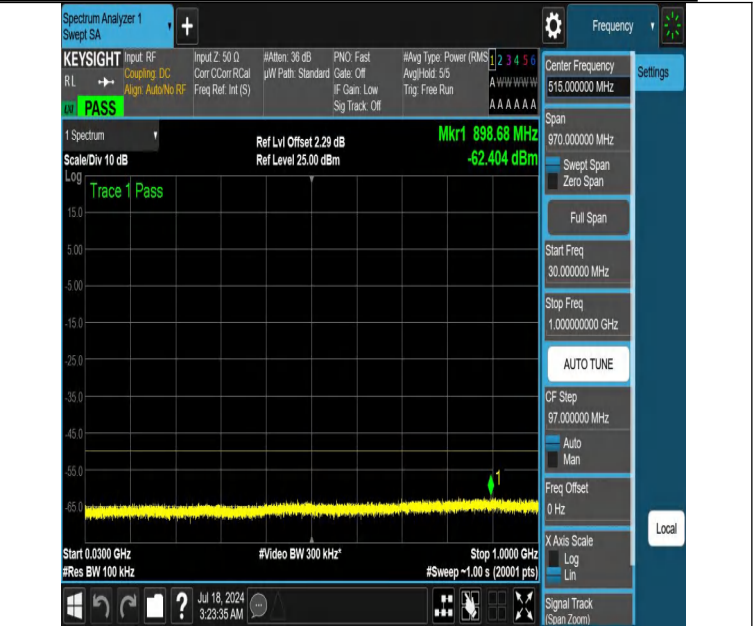 Spectrum Analyzer 1
Swept SA
+
Frequency
KEYSIGHT
RL
PASS
Input: RF
Coupling: DC
Align: Auto/No RF
Input Z: 50 Ω
Corr CCorr RCal
Freq Ref: Int (S)
#Atten: 36 dB
µW Path: Standard
PNO: Fast
Gate: Off
IF Gain: Low
Sig Track: Off
#Avg Type: Power (RMS
Avg|Hold: 5/5
Trig: Free Run
1 2 3 4 5 6
A W W W W W
A A A A A A
1 Spectrum
Scale/Div 10 dB
Ref Lvl Offset 2.29 dB
Ref Level 25.00 dBm
Mkr1 898.68 MHz
-62.404 dBm
Log
Trace 1 Pass
15.0
5.00
-5.00
-15.0
-25.0
-35.0
-45.0
-55.0
-65.0
1
Start 0.0300 GHz
#Res BW 100 kHz
#Video BW 300 kHz*
Stop 1.0000 GHz
#Sweep ~1.00 s (20001 pts)
?
Jul 18, 2024
3:23:35 AM
Center Frequency
515.000000 MHz
Settings
Span
970.000000 MHz
Swept Span
Zero Span
Full Span
Start Freq
30.000000 MHz
Stop Freq
1.000000000 GHz
AUTO TUNE
CF Step
97.000000 MHz
Auto
Man
Freq Offset
0 Hz
X Axis Scale
Log
Lin
Local
Signal Track
(Span Zoom)